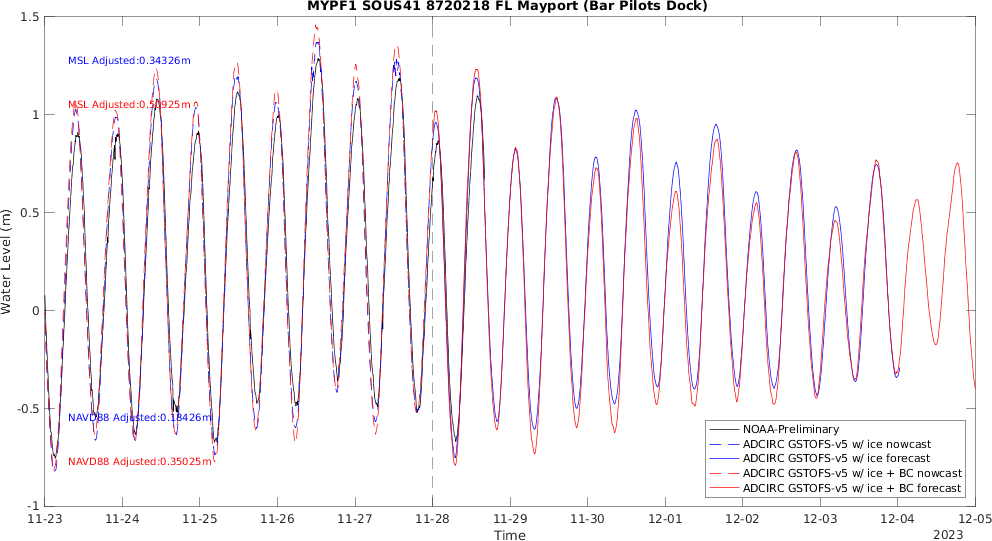 MYPF1 SOUS41 8720218 FL Mayport (Bar Pilots Dock)
1.5
MSL Adjusted:0.34326m
MSL Adjusted:0.50925m
1
0.5
0
-0.5
-1
Water Level (m)
NAVD88 Adjusted:0.18426m
NAVD88 Adjusted:0.35025m
NOAA-Preliminary
ADCIRC GSTOFS-v5 w/ ice nowcast
ADCIRC GSTOFS-v5 w/ ice forecast
ADCIRC GSTOFS-v5 w/ ice + BC nowcast
ADCIRC GSTOFS-v5 w/ ice + BC forecast
11-23 11-24 11-25 11-26 11-27 11-28 11-29 11-30 12-01 12-02 12-03 12-04 12-05
Time
2023